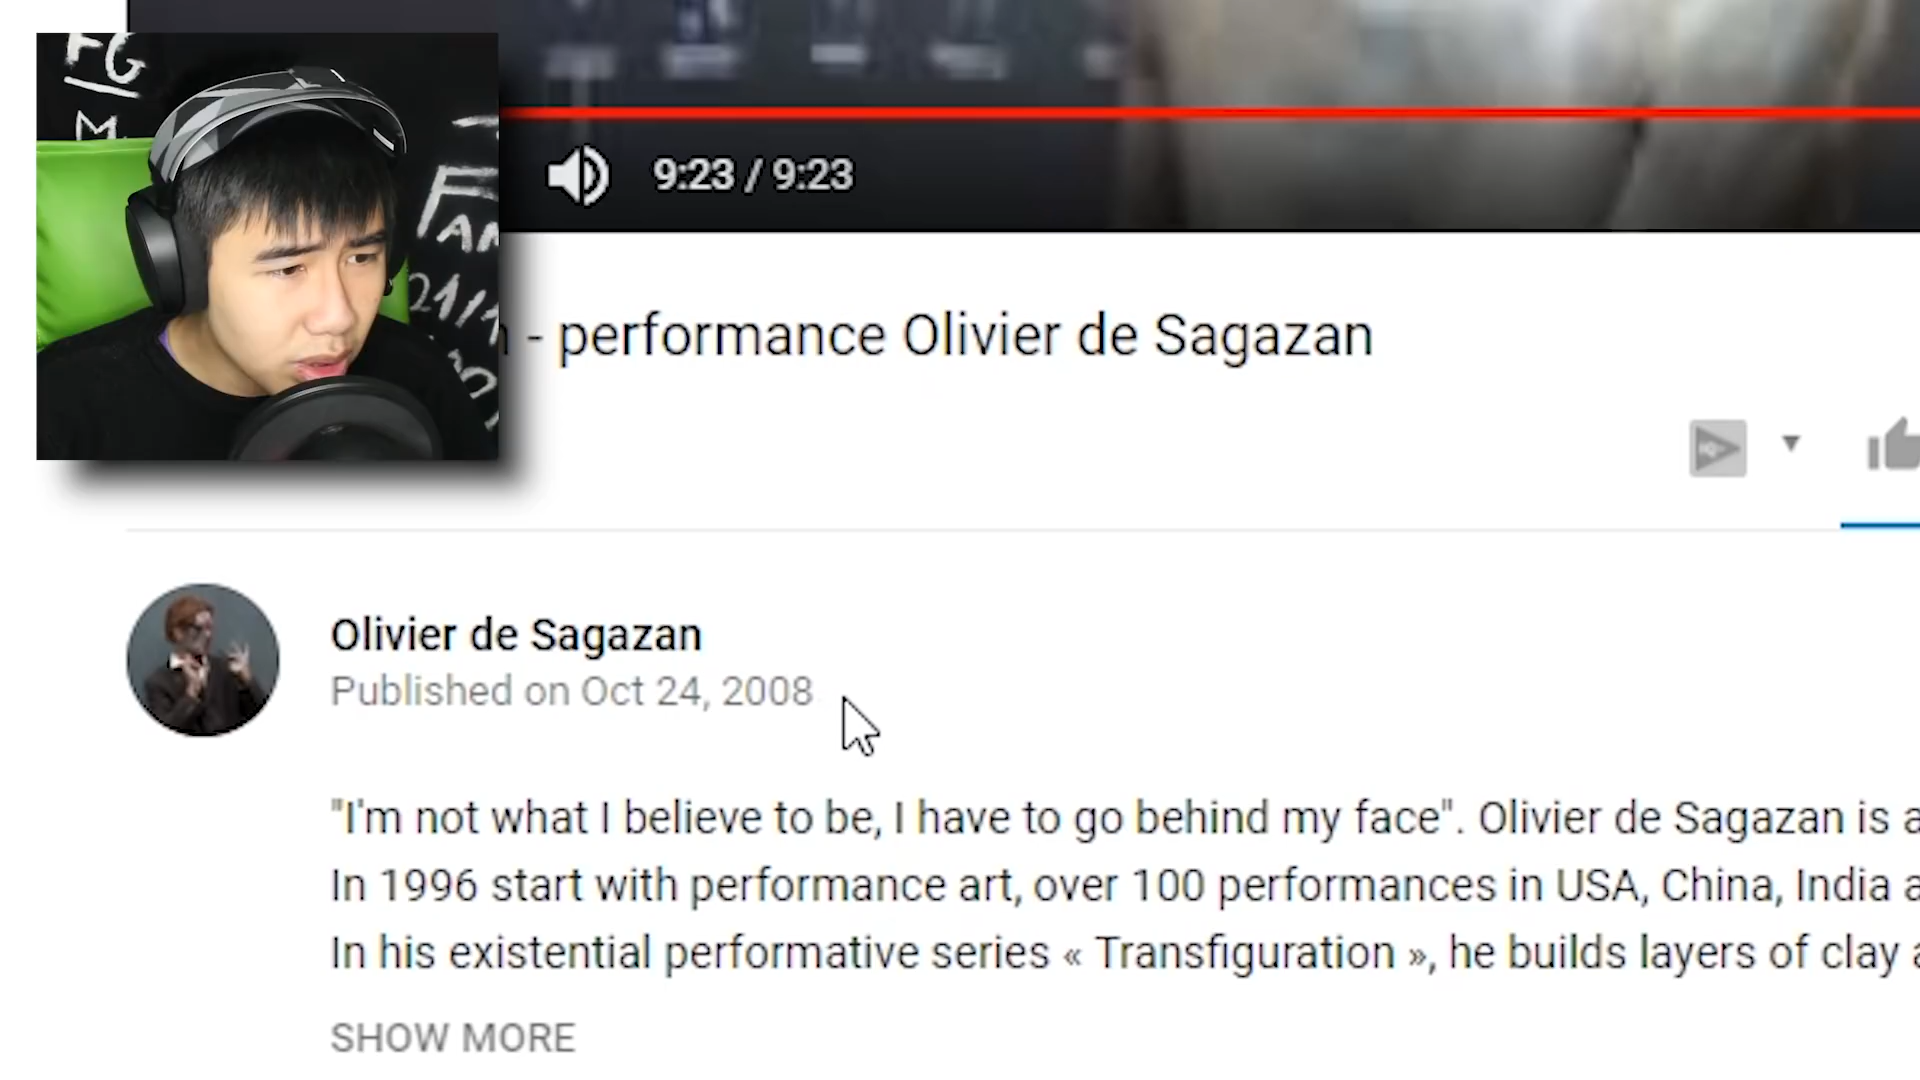 FG
M
21/1
9:23 / 9:23
- performance Olivier de Sagazan
Olivier de Sagazan
Published on Oct 24, 2008
"I'm not what I believe to be, I have to go behind my face". Olivier de Sagazan is a
In 1996 start with performance art, over 100 performances in USA, China, India a
In his existential performative series « Transfiguration », he builds layers of clay a
SHOW MORE